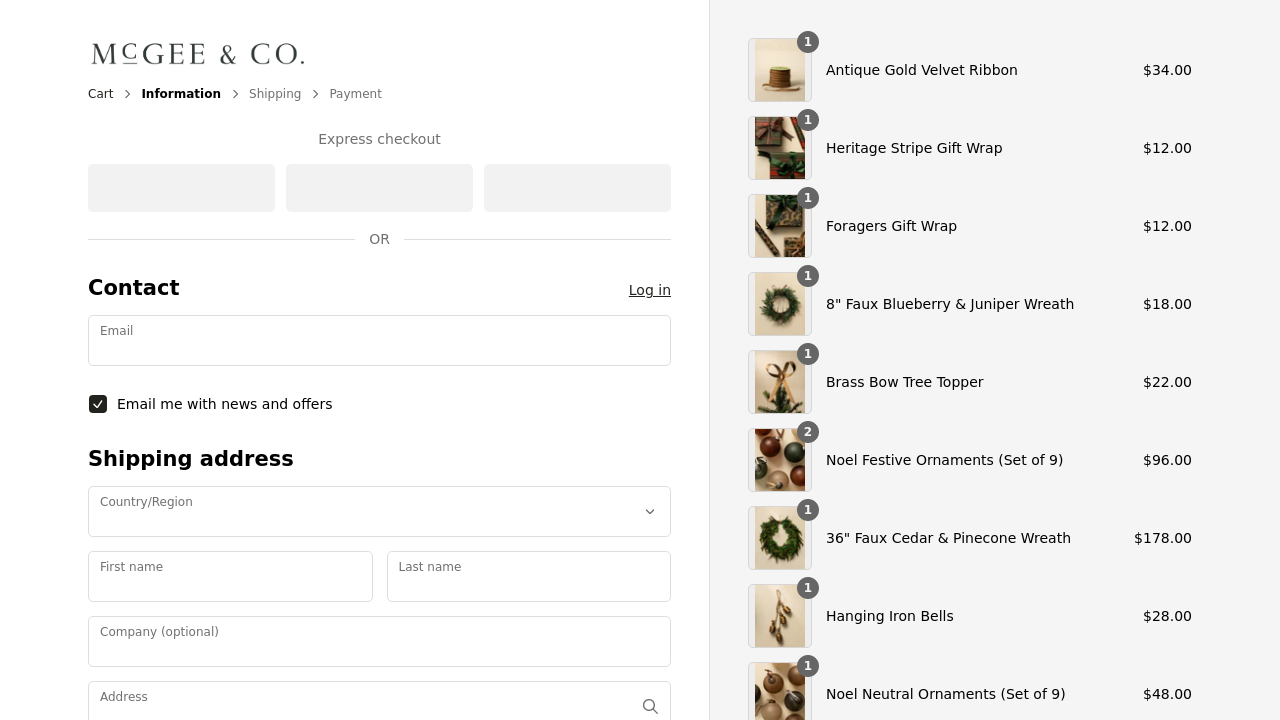 McGEE & CO.
Cart
Information
Shipping
Payment
Express checkout
OR
Contact
Log in
Email
Email me with news and offers
Shipping address
Country/Region
First name
Last name
Company (optional)
Address
1
Antique Gold Velvet Ribbon
$34.00
1
Heritage Stripe Gift Wrap
$12.00
1
Foragers Gift Wrap
$12.00
1
8" Faux Blueberry & Juniper Wreath
$18.00
1
Brass Bow Tree Topper
$22.00
2
Noel Festive Ornaments (Set of 9)
$96.00
1
36" Faux Cedar & Pinecone Wreath
$178.00
1
Hanging Iron Bells
$28.00
1
Noel Neutral Ornaments (Set of 9)
$48.00